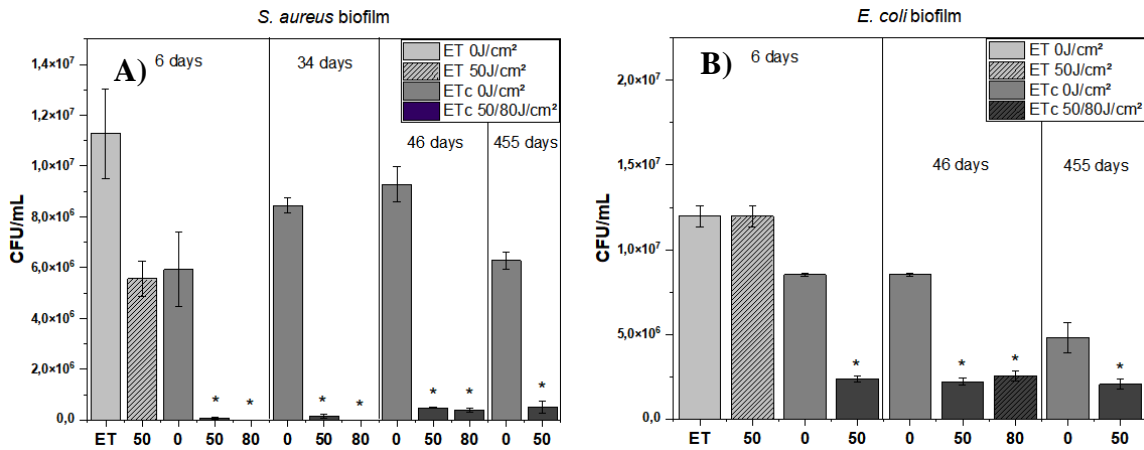 S. aureus biofilm
A)
6 days
34 days
46 days
455 days
ET 0J/cm²
ET 50J/cm²
ETc 0J/cm²
ETc 50/80J/cm²
CFU/mL
1,4×10⁷
1,2×10⁷
1,0×10⁷
8,0×10⁶
6,0×10⁶
4,0×10⁶
2,0×10⁶
0,0
* * * * * * *
ET 50 0 50 80 0 50 80 0 50 80 0 50
E. coli biofilm
B)
6 days
46 days
455 days
ET 0J/cm²
ET 50J/cm²
ETc 0J/cm²
ETc 50/80J/cm²
CFU/mL
2,0×10⁷
1,5×10⁷
1,0×10⁷
5,0×10⁶
0,0
* * * *
ET 50 0 50 0 50 80 0 50